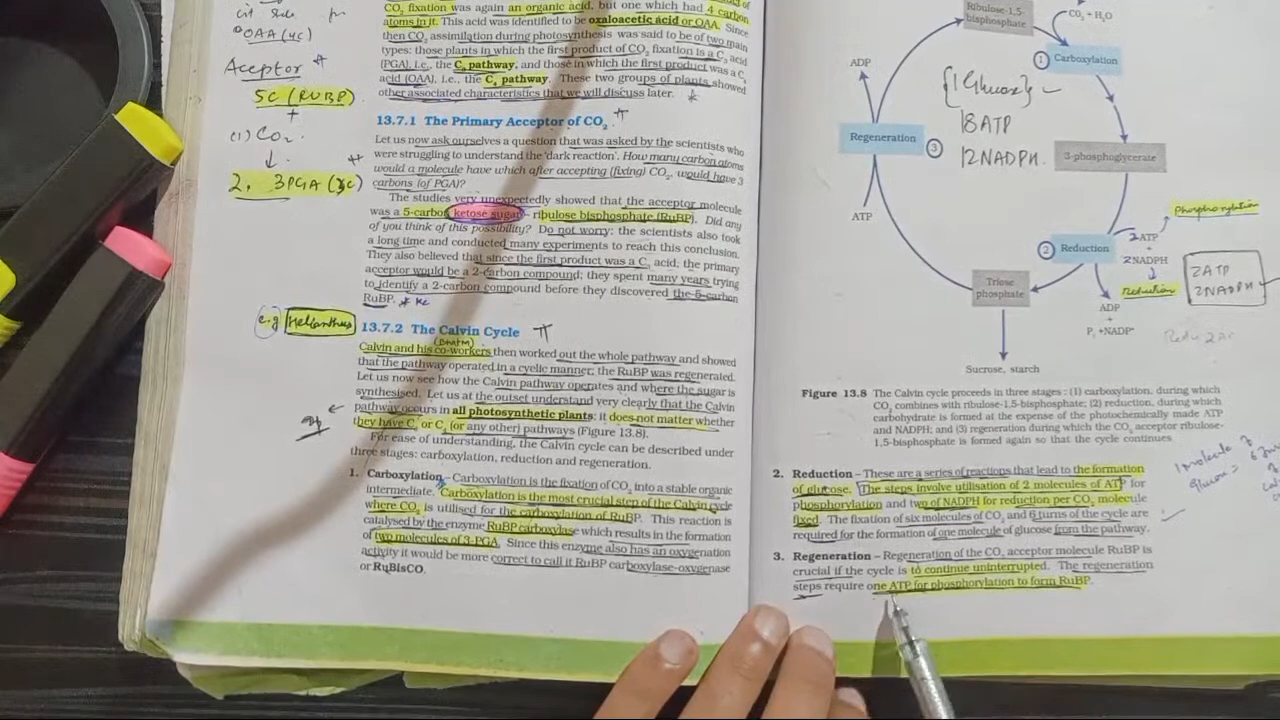 cit
OAA (4C)
Aceptor
5C (RUBP)
+
(1) CO2
↓
2. 3PGA (3C)
CO2 fixation was again an organic acid, but one which had 4 carbon
atoms in it. This acid was identified to be oxaloacetic acid or OAA. Since
then CO2 assimilation during photosynthesis was said to be of two main
types: those plants in which the first product of CO2 fixation is a C3 acid
(PGA), i.e., the C3 pathway, and those in which the first product was a C4
acid (OAA), i.e., the C4 pathway. These two groups of plants showed
other associated characteristics that we will discuss later.
13.7.1 The Primary Acceptor of CO2
Let us now ask ourselves a question that was asked by the scientists who
were struggling to understand the 'dark reaction'. How many carbon atoms
would a molecule have which after accepting (fixing) CO2, would have 3
carbons (of PGA)?
The studies very unexpectedly showed that the acceptor molecule
was a 5-carbon ketose sugar – ribulose bisphosphate (RuBP). Did any
of you think of this possibility? Do not worry; the scientists also took
a long time and conducted many experiments to reach this conclusion.
They also believed that since the first product was a C3 acid, the primary
acceptor would be a 2-carbon compound; they spent many years trying
to identify a 2-carbon compound before they discovered the 5-carbon
RuBP.
e.g Helianthus
13.7.2 The Calvin Cycle
Calvin and his co-workers then worked out the whole pathway and showed
that the pathway operated in a cyclic manner; the RuBP was regenerated.
Let us now see how the Calvin pathway operates and where the sugar is
synthesised. Let us at the outset understand very clearly that the Calvin
pathway occurs in all photosynthetic plants; it does not matter whether
they have C3 or C4 (or any other) pathways (Figure 13.8).
For ease of understanding, the Calvin cycle can be described under
three stages: carboxylation, reduction and regeneration.
1. Carboxylation – Carboxylation is the fixation of CO2 into a stable organic
intermediate. Carboxylation is the most crucial step of the Calvin cycle
where CO2 is utilised for the carboxylation of RuBP. This reaction is
catalysed by the enzyme RuBP carboxylase which results in the formation
of two molecules of 3-PGA. Since this enzyme also has an oxygenation
activity it would be more correct to call it RuBP carboxylase-oxygenase
or RuBisCO.
Ribulose-1,5-
bisphosphate
CO2 + H2O
1 Carboxylation
ADP
{1 Glucose}
18 ATP
12 NADPH
Regeneration 3
3-phosphoglycerate
ATP
Phosphorylation
2 Reduction
2 ATP
+
2 NADPH
Reduction
2 ATP
2 NADPH
Triose
phosphate
ADP
+
Pi +NADP+
Sucrose, starch
Figure 13.8 The Calvin cycle proceeds in three stages : (1) carboxylation, during which
CO2 combines with ribulose-1,5-bisphosphate; (2) reduction, during which
carbohydrate is formed at the expense of the photochemically made ATP
and NADPH; and (3) regeneration during which the CO2 acceptor ribulose-
1,5-bisphosphate is formed again so that the cycle continues
1 molecule of
glucose =
2. Reduction – These are a series of reactions that lead to the formation
of glucose. The steps involve utilisation of 2 molecules of ATP for
phosphorylation and two of NADPH for reduction per CO2 molecule
fixed. The fixation of six molecules of CO2 and 6 turns of the cycle are
required for the formation of one molecule of glucose from the pathway.
3. Regeneration – Regeneration of the CO2 acceptor molecule RuBP is
crucial if the cycle is to continue uninterrupted. The regeneration
steps require one ATP for phosphorylation to form RuBP.